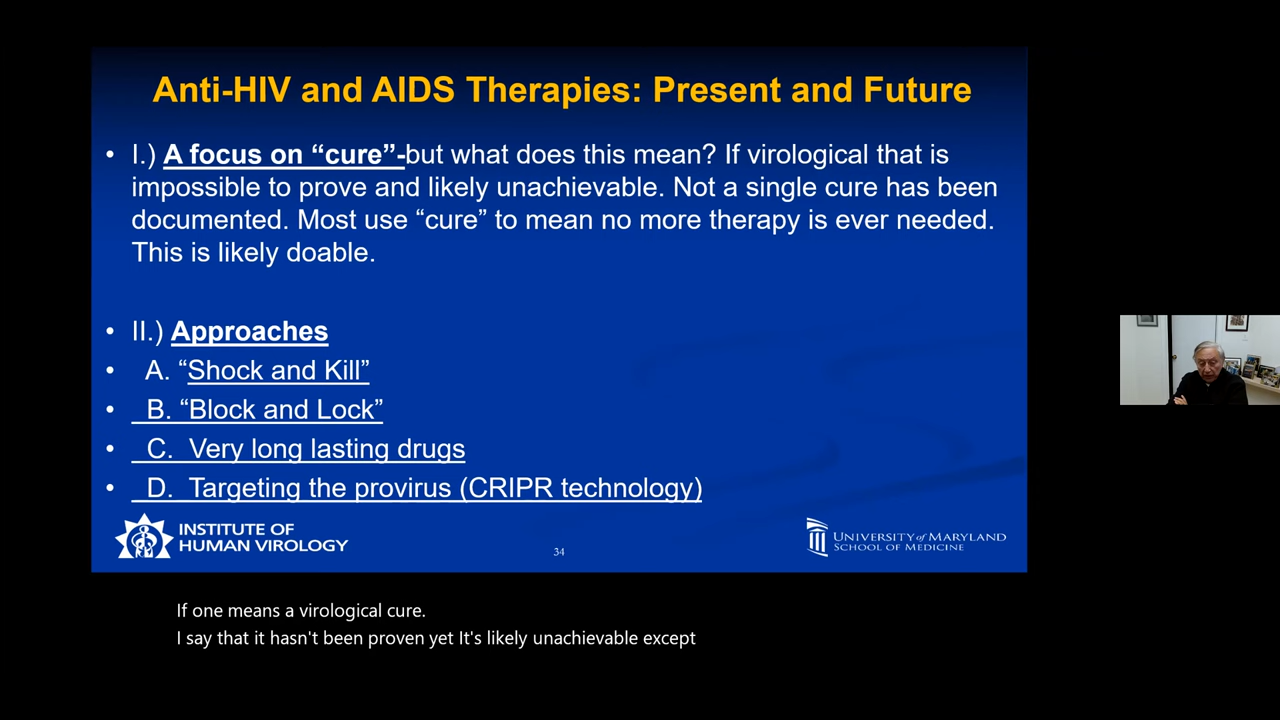 Anti-HIV and AIDS Therapies: Present and Future
• I.) A focus on “cure”-but what does this mean? If virological that is
impossible to prove and likely unachievable. Not a single cure has been
documented. Most use “cure” to mean no more therapy is ever needed.
This is likely doable.
• II.) Approaches
• A. “Shock and Kill”
• B. “Block and Lock”
• C. Very long lasting drugs
• D. Targeting the provirus (CRIPR technology)
INSTITUTE OF
HUMAN VIROLOGY
34
UNIVERSITY of MARYLAND
SCHOOL OF MEDICINE
If one means a virological cure.
I say that it hasn't been proven yet It's likely unachievable except